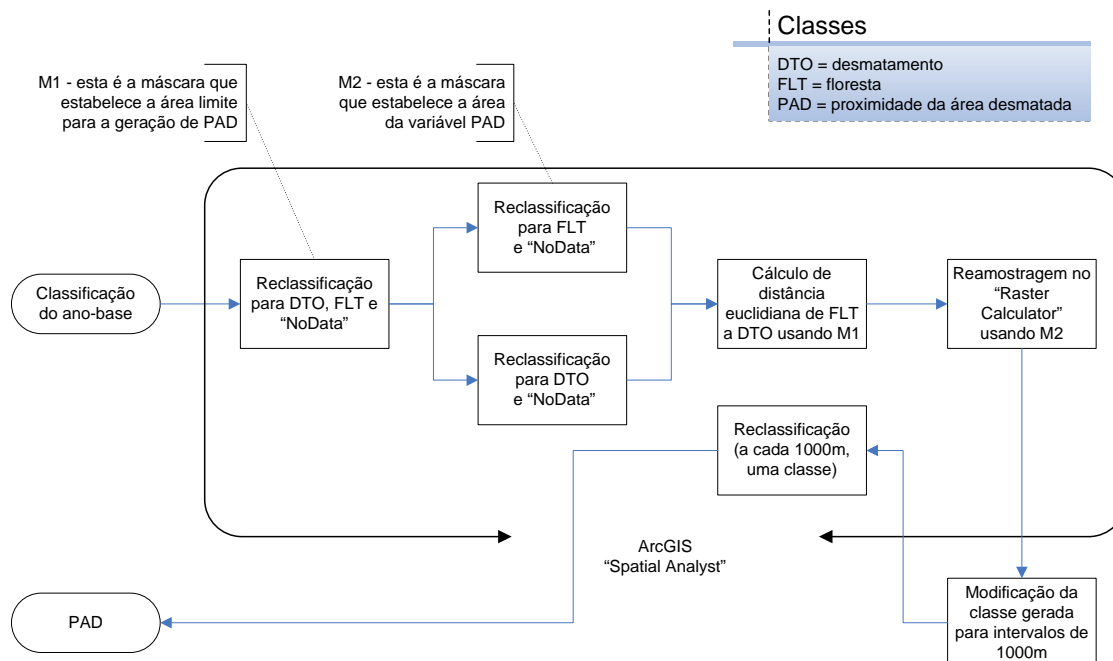 Classes
DTO = desmatamento
FLT = floresta
PAD = proximidade da área desmatada
M1 - esta é a máscara que
estabelece a área limite
para a geração de PAD
M2 - esta é a máscara
que estabelece a área
da variável PAD
Classificação
do ano-base
Reclassificação
para DTO, FLT e
“NoData”
Reclassificação
para FLT
e “NoData”
Reclassificação
para DTO
e “NoData”
Cálculo de
distância
euclidiana de FLT
a DTO usando M1
Reamostragem no
“Raster
Calculator”
usando M2
Reclassificação
(a cada 1000m,
uma classe)
ArcGIS
“Spatial Analyst”
Modificação da
classe gerada
para intervalos de
1000m
PAD